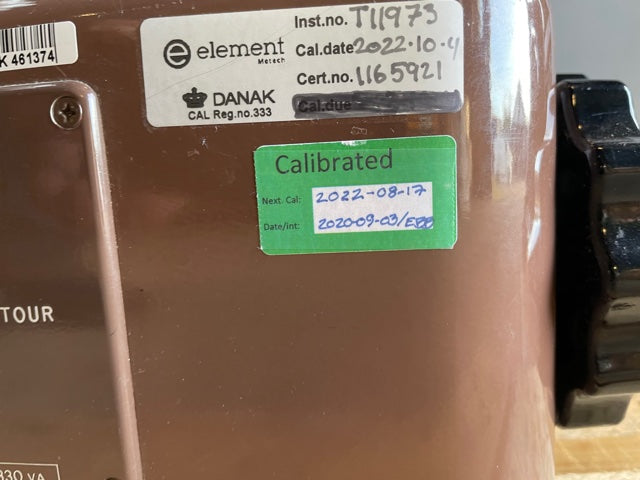 K 461374
element
Metech
DANAK
CAL Reg.no.333
Inst.no. T11973
Cal.date 2022-10-4
Cert.no. 1165921
Cal.due
Calibrated
Next. Cal: 2022-08-17
Date/int: 2020-09-03/EBB
TOUR
830 VA